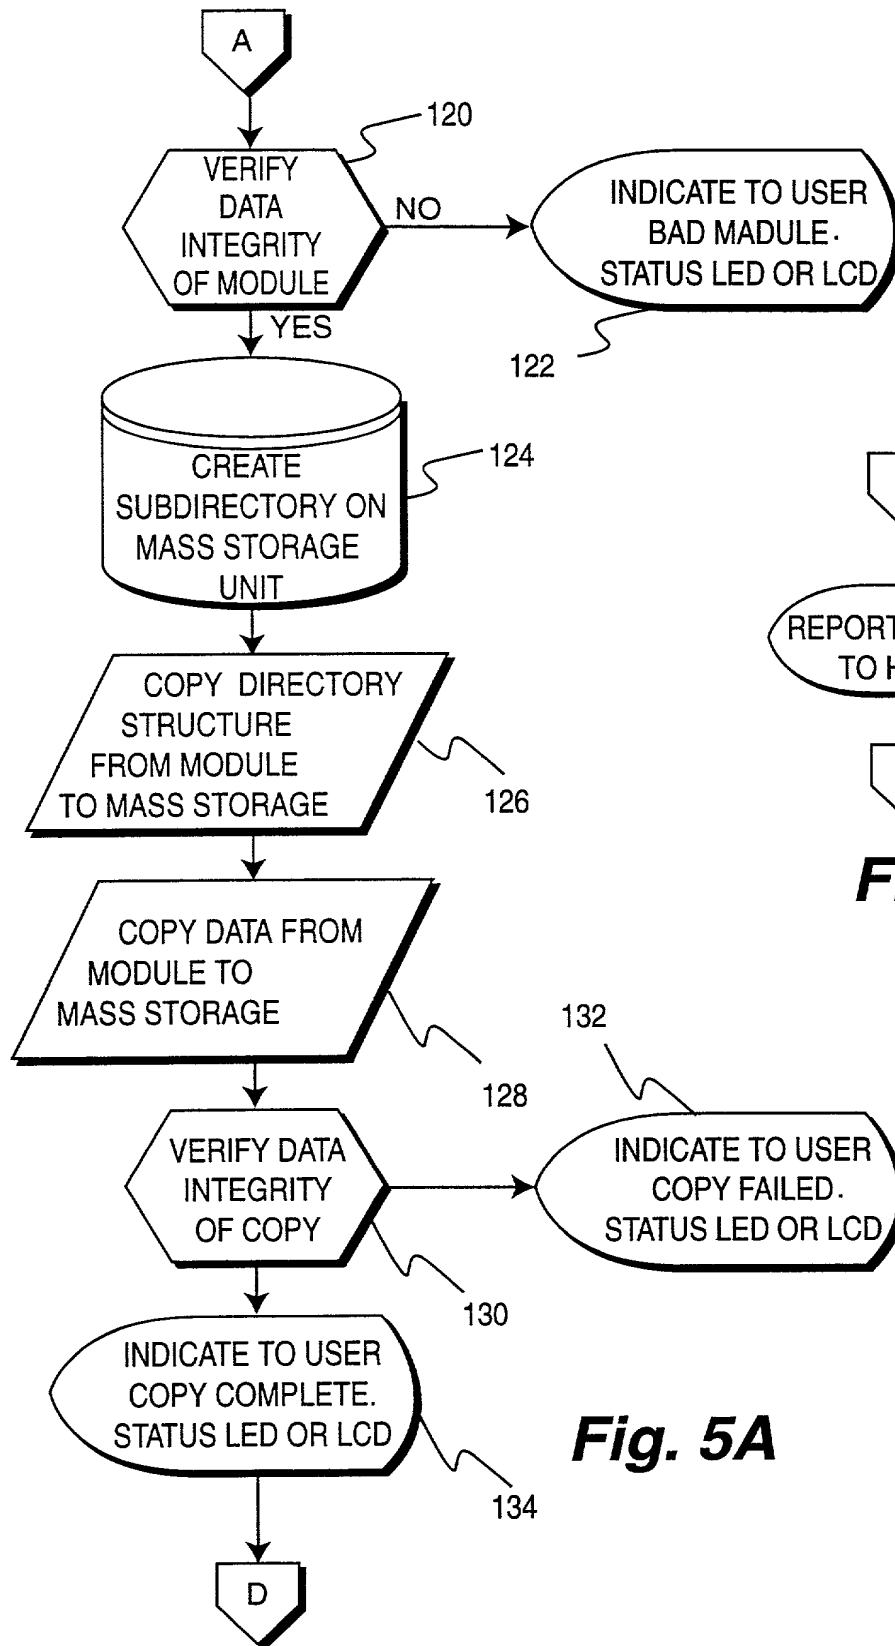 A
120
VERIFY
DATA
INTEGRITY
OF MODULE
NO
INDICATE TO USER
BAD MADULE.
STATUS LED OR LCD
122
YES
CREATE
SUBDIRECTORY ON
MASS STORAGE
UNIT
124
COPY DIRECTORY
STRUCTURE
FROM MODULE
TO MASS STORAGE
126
REPORT
TO H
COPY DATA FROM
MODULE TO
MASS STORAGE
128
132
VERIFY DATA
INTEGRITY
OF COPY
130
INDICATE TO USER
COPY FAILED.
STATUS LED OR LCD
INDICATE TO USER
COPY COMPLETE.
STATUS LED OR LCD
134
Fig. 5A
D